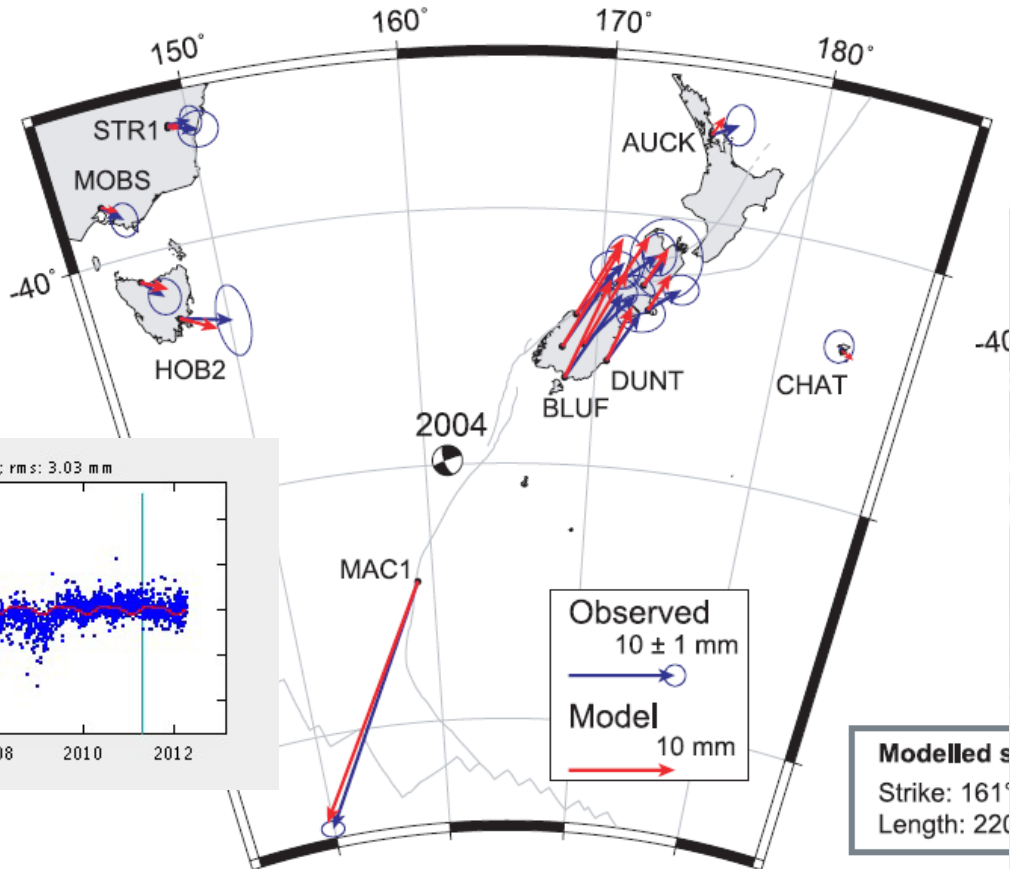 150°
160°
170°
180°
STR1
AUCK
MOBS
-40°
-40
HOB2
DUNT
BLUF
CHAT
2004
; rms: 3.03 mm
MAC1
Observed
10 ± 1 mm
Model
10 mm
08
2010
2012
Modelled s
Strike: 161°
Length: 220